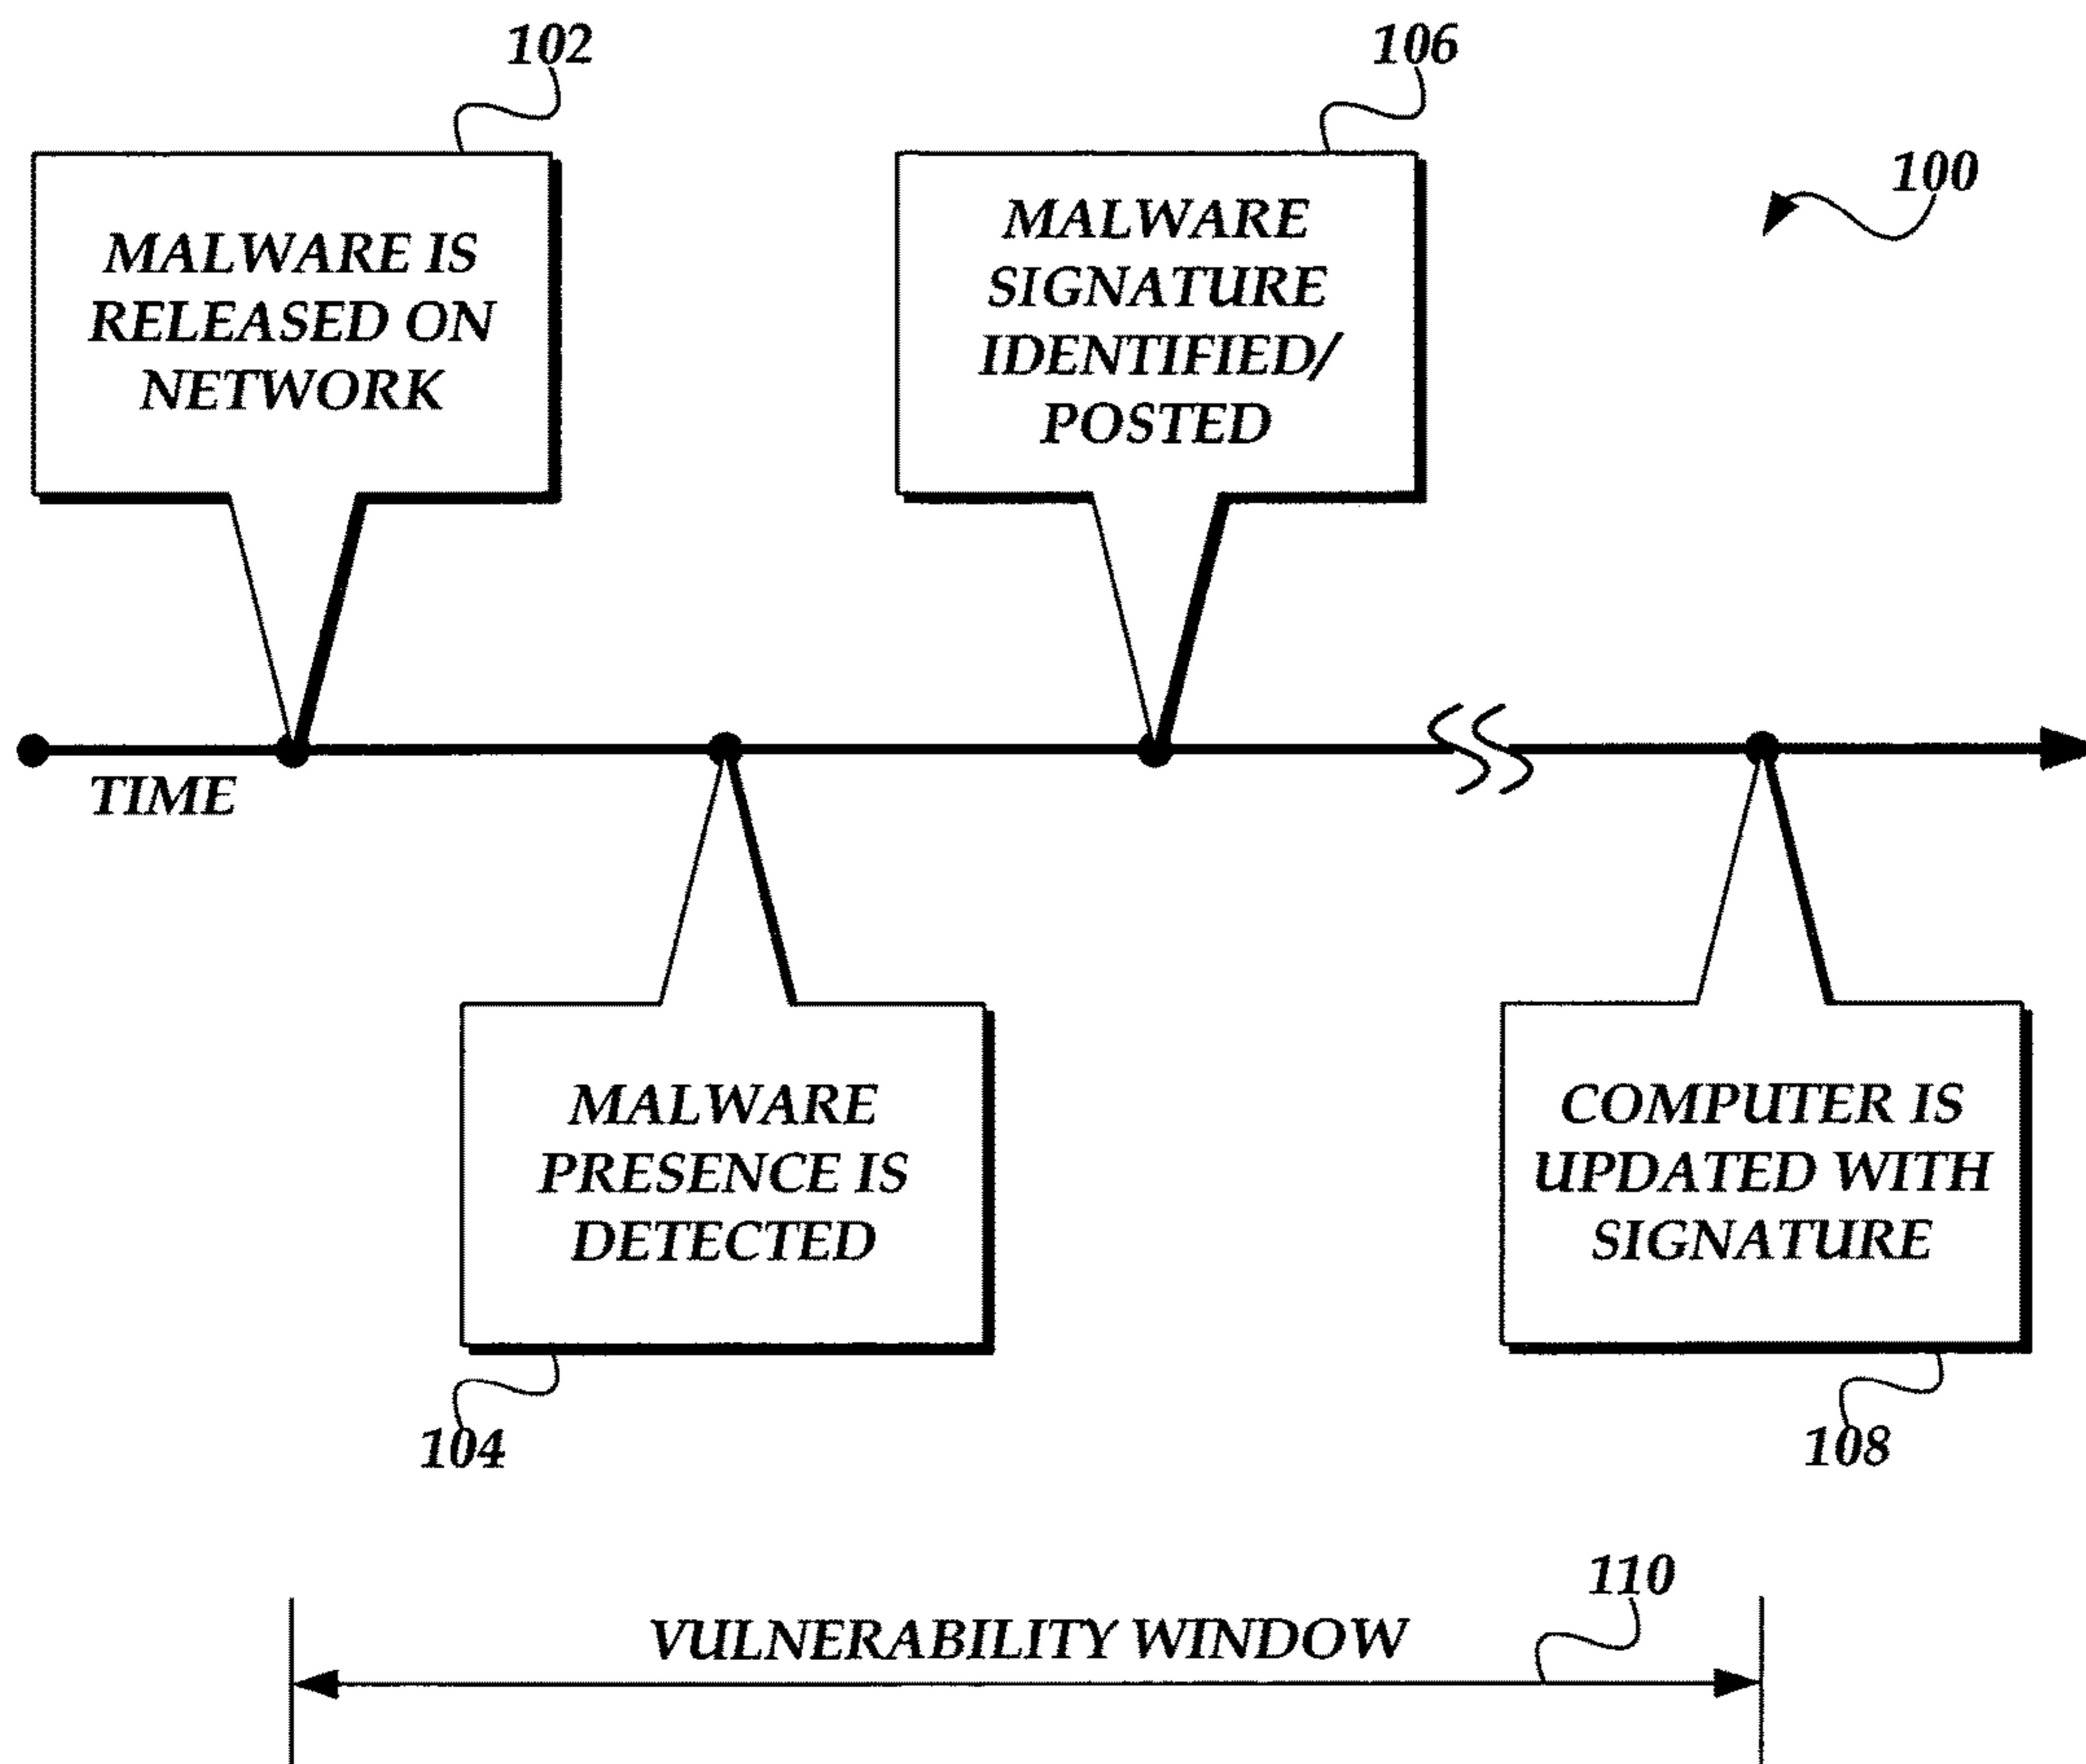 102
106
100
MALWARE IS
RELEASED ON
NETWORK
MALWARE
SIGNATURE
IDENTIFIED/
POSTED
TIME
MALWARE
PRESENCE IS
DETECTED
COMPUTER IS
UPDATED WITH
SIGNATURE
104
108
110
VULNERABILITY WINDOW